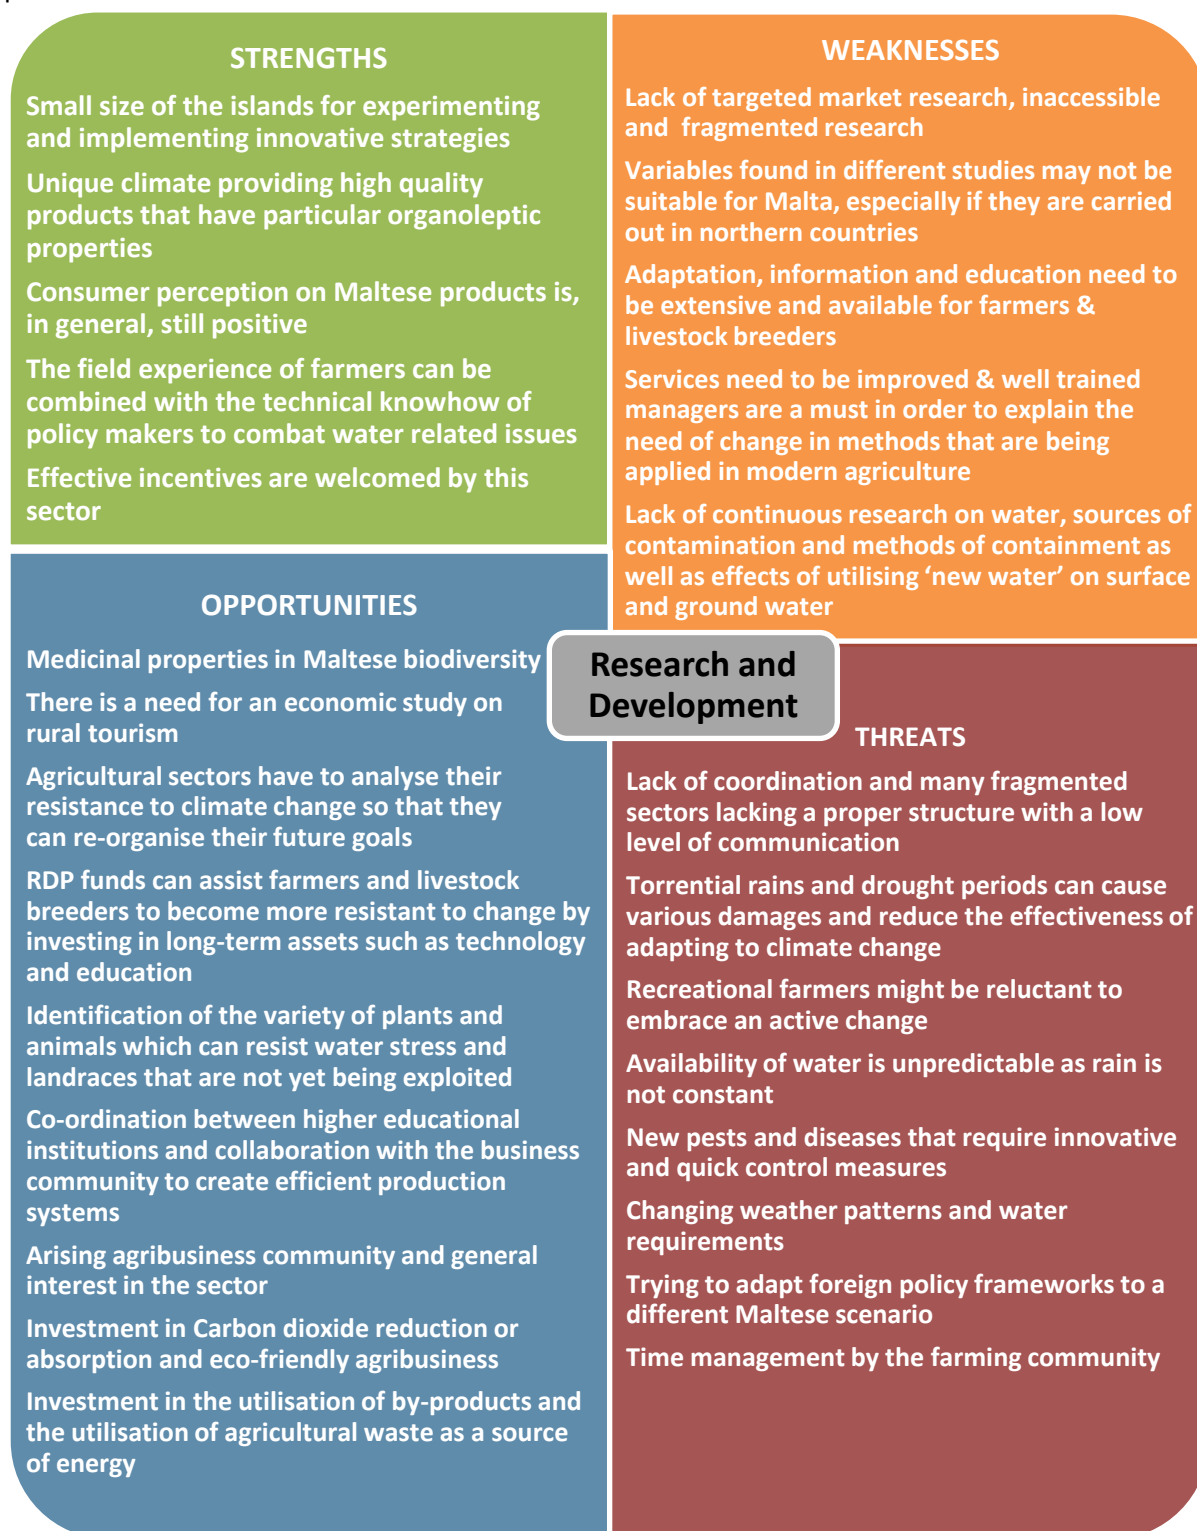 STRENGTHS
Small size of the islands for experimenting
and implementing innovative strategies
Unique climate providing high quality
products that have particular organoleptic
properties
Consumer perception on Maltese products is,
in general, still positive
The field experience of farmers can be
combined with the technical knowhow of
policy makers to combat water related issues
Effective incentives are welcomed by this
sector
WEAKNESSES
Lack of targeted market research, inaccessible
and fragmented research
Variables found in different studies may not be
suitable for Malta, especially if they are carried
out in northern countries
Adaptation, information and education need to
be extensive and available for farmers &
livestock breeders
Services need to be improved & well trained
managers are a must in order to explain the
need of change in methods that are being
applied in modern agriculture
Lack of continuous research on water, sources of
contamination and methods of containment as
well as effects of utilising ‘new water’ on surface
and ground water
Research and
Development
OPPORTUNITIES
Medicinal properties in Maltese biodiversity
There is a need for an economic study on
rural tourism
Agricultural sectors have to analyse their
resistance to climate change so that they
can re-organise their future goals
RDP funds can assist farmers and livestock
breeders to become more resistant to change by
investing in long-term assets such as technology
and education
Identification of the variety of plants and
animals which can resist water stress and
landraces that are not yet being exploited
Co-ordination between higher educational
institutions and collaboration with the business
community to create efficient production
systems
Arising agribusiness community and general
interest in the sector
Investment in Carbon dioxide reduction or
absorption and eco-friendly agribusiness
Investment in the utilisation of by-products and
the utilisation of agricultural waste as a source
of energy
THREATS
Lack of coordination and many fragmented
sectors lacking a proper structure with a low
level of communication
Torrential rains and drought periods can cause
various damages and reduce the effectiveness of
adapting to climate change
Recreational farmers might be reluctant to
embrace an active change
Availability of water is unpredictable as rain is
not constant
New pests and diseases that require innovative
and quick control measures
Changing weather patterns and water
requirements
Trying to adapt foreign policy frameworks to a
different Maltese scenario
Time management by the farming community